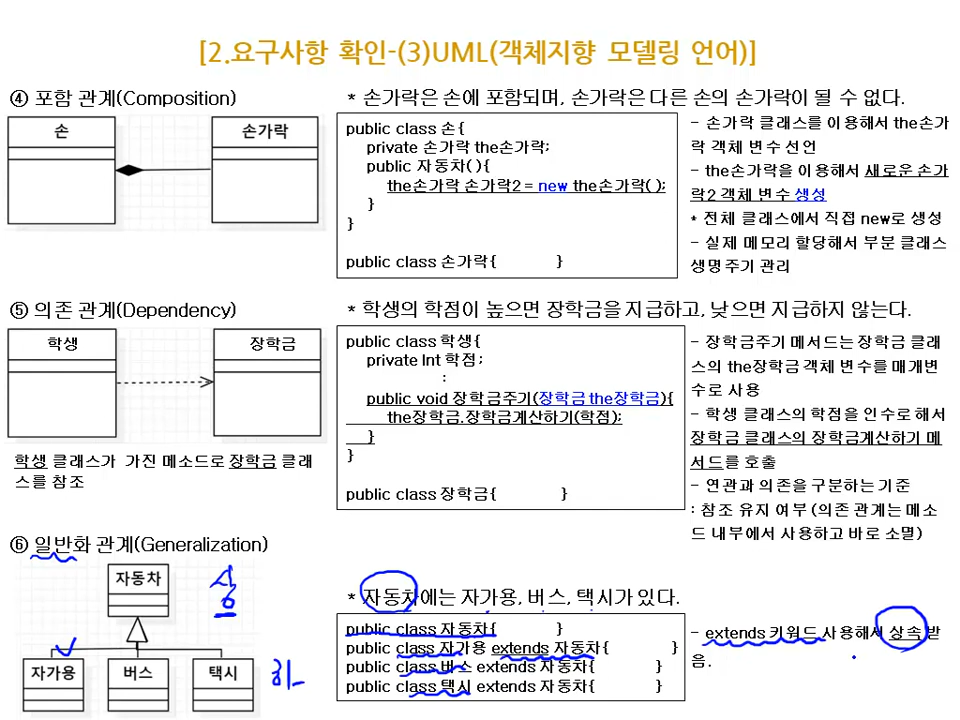 [2.요구사항 확인-(3)UML(객체지향 모델링 언어)]
④ 포함 관계(Composition)
손
손가락
* 손가락은 손에 포함되며, 손가락은 다른 손의 손가락이 될 수 없다.
public class 손{
private 손가락 the손가락;
public 자동차(){
the손가락 손가락2 = new the손가락();
}
}
public class 손가락{ }
- 손가락 클래스를 이용해서 the손가
락 객체 변수 선언
- the손가락을 이용해서 새로운 손가
락2 객체 변수 생성
* 전체 클래스에서 직접 new로 생성
- 실제 메모리 할당해서 부분 클래스
생명주기 관리
⑤ 의존 관계(Dependency)
학생
장학금
학생 클래스가 가진 메소드로 장학금 클래
스를 참조
* 학생의 학점이 높으면 장학금을 지급하고, 낮으면 지급하지 않는다.
public class 학생{
private Int 학점;
:
public void 장학금주기(장학금 the장학금){
the장학금.장학금계산하기(학점);
}
}
public class 장학금{ }
- 장학금주기 메서드는 장학금 클래
스의 the장학금 객체 변수를 매개변
수로 사용
- 학생 클래스의 학점을 인수로 해서
장학금 클래스의 장학금계산하기 메
서드를 호출
- 연관과 의존을 구분하는 기준
: 참조 유지 여부 (의존 관계는 메소
드 내부에서 사용하고 바로 소멸)
⑥ 일반화 관계(Generalization)
자동차
상
자가용
버스
택시
하
* 자동차에는 자가용, 버스, 택시가 있다.
public class 자동차{ }
public class 자가용 extends 자동차{ }
public class 버스 extends 자동차{ }
public class 택시 extends 자동차{ }
- extends 키워드 사용해서 상속 받
음.